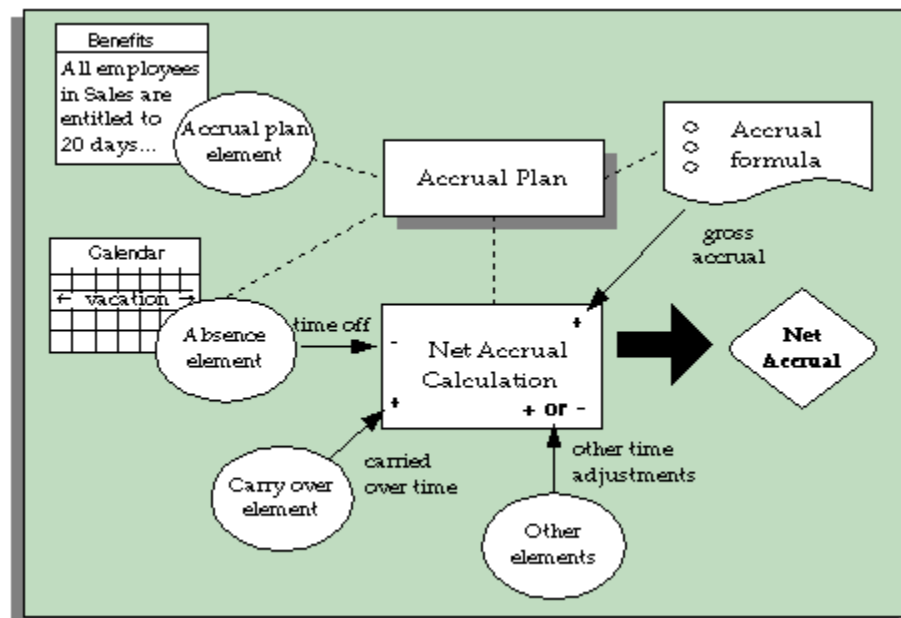 Benefits
All employees
in Sales are
entitled to
20 days...
Accrual plan
element
Accrual Plan
Accrual
formula
gross
accrual
Calendar
← vacation →
Absence
element
time off
-
+
Net Accrual
Calculation
+
+ or -
Net
Accrual
carried
over time
Carry over
element
other time
adjustments
Other
elements